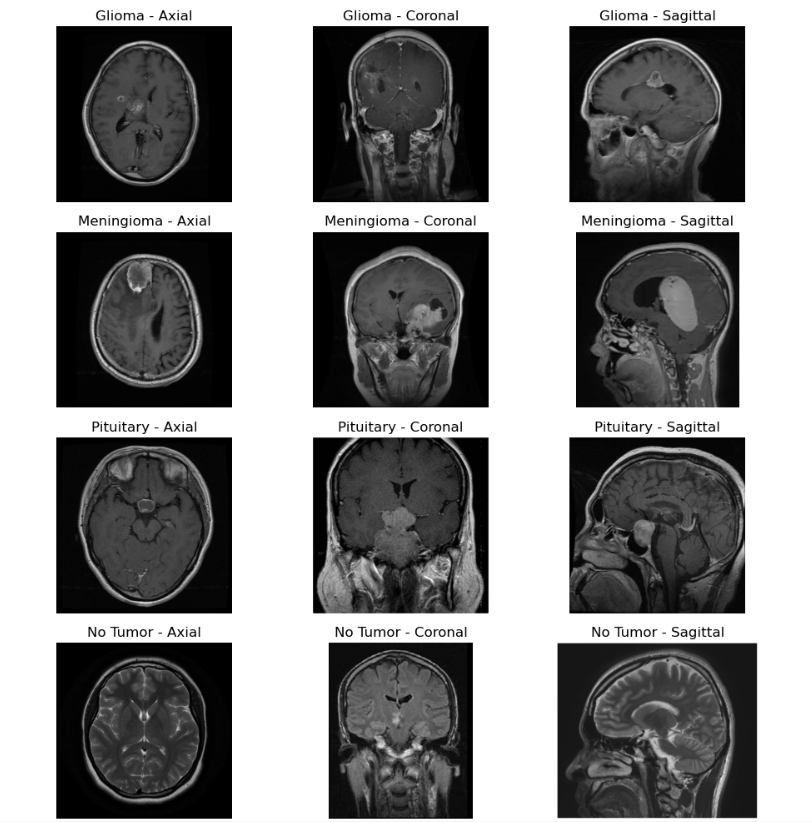 Glioma - Axial
Glioma - Coronal
Glioma - Sagittal
Meningioma - Axial
Meningioma - Coronal
Meningioma - Sagittal
Pituitary - Axial
Pituitary - Coronal
Pituitary - Sagittal
No Tumor - Axial
No Tumor - Coronal
No Tumor - Sagittal